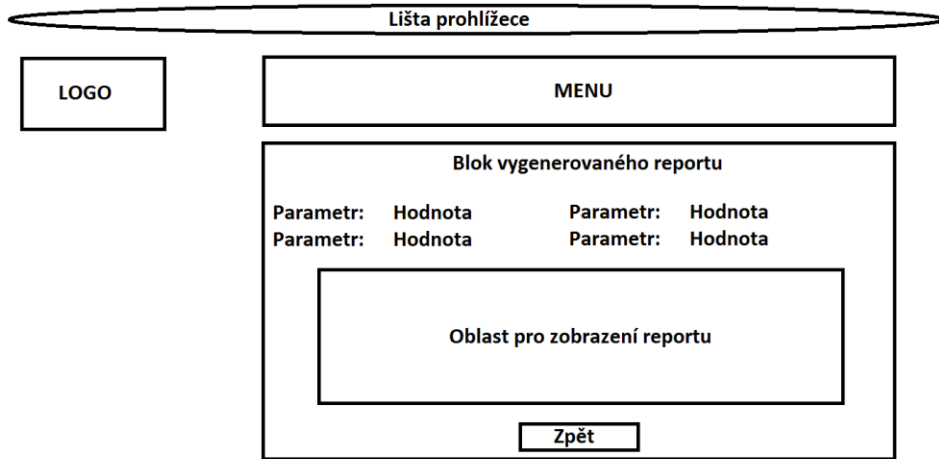 Lišta prohlížece
LOGO
MENU
Blok vygenerovaného reportu
Parametr: Hodnota Parametr: Hodnota
Parametr: Hodnota Parametr: Hodnota
Oblast pro zobrazení reportu
Zpět